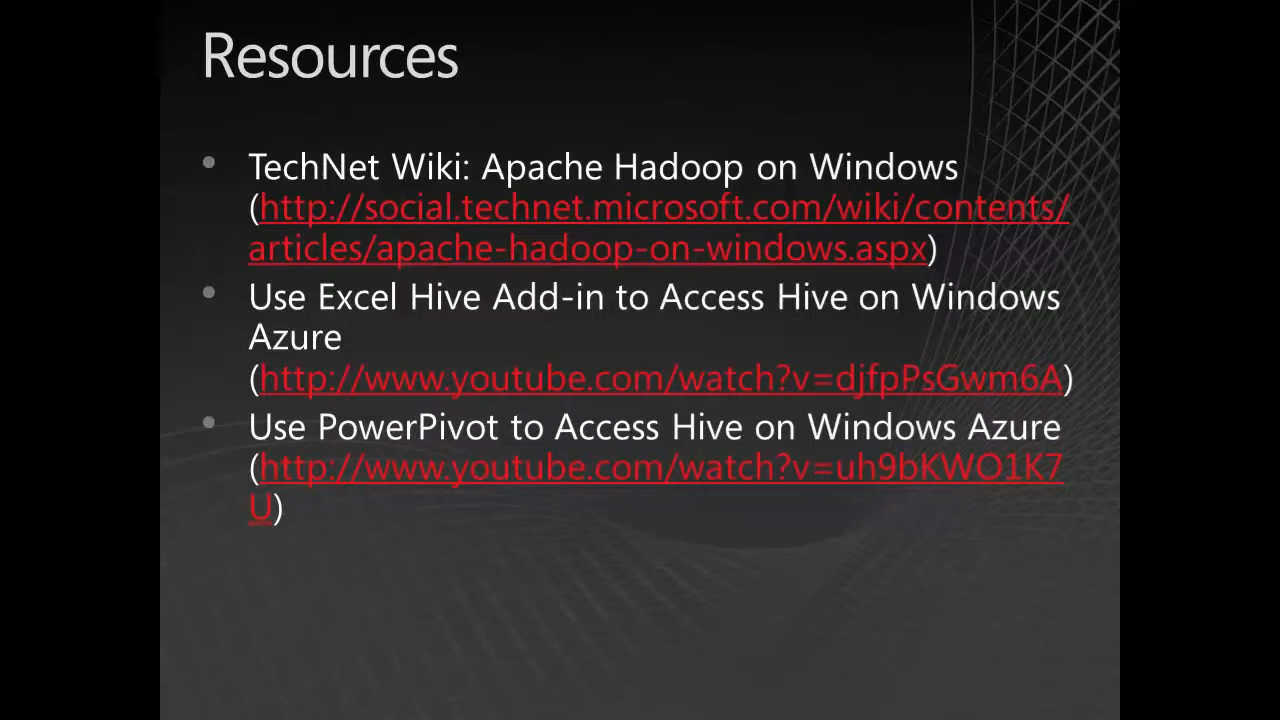 Resources
• TechNet Wiki: Apache Hadoop on Windows
(http://social.technet.microsoft.com/wiki/contents/
articles/apache-hadoop-on-windows.aspx)
• Use Excel Hive Add-in to Access Hive on Windows
Azure
(http://www.youtube.com/watch?v=djfpPsGwm6A)
• Use PowerPivot to Access Hive on Windows Azure
(http://www.youtube.com/watch?v=uh9bKWO1K7
U)